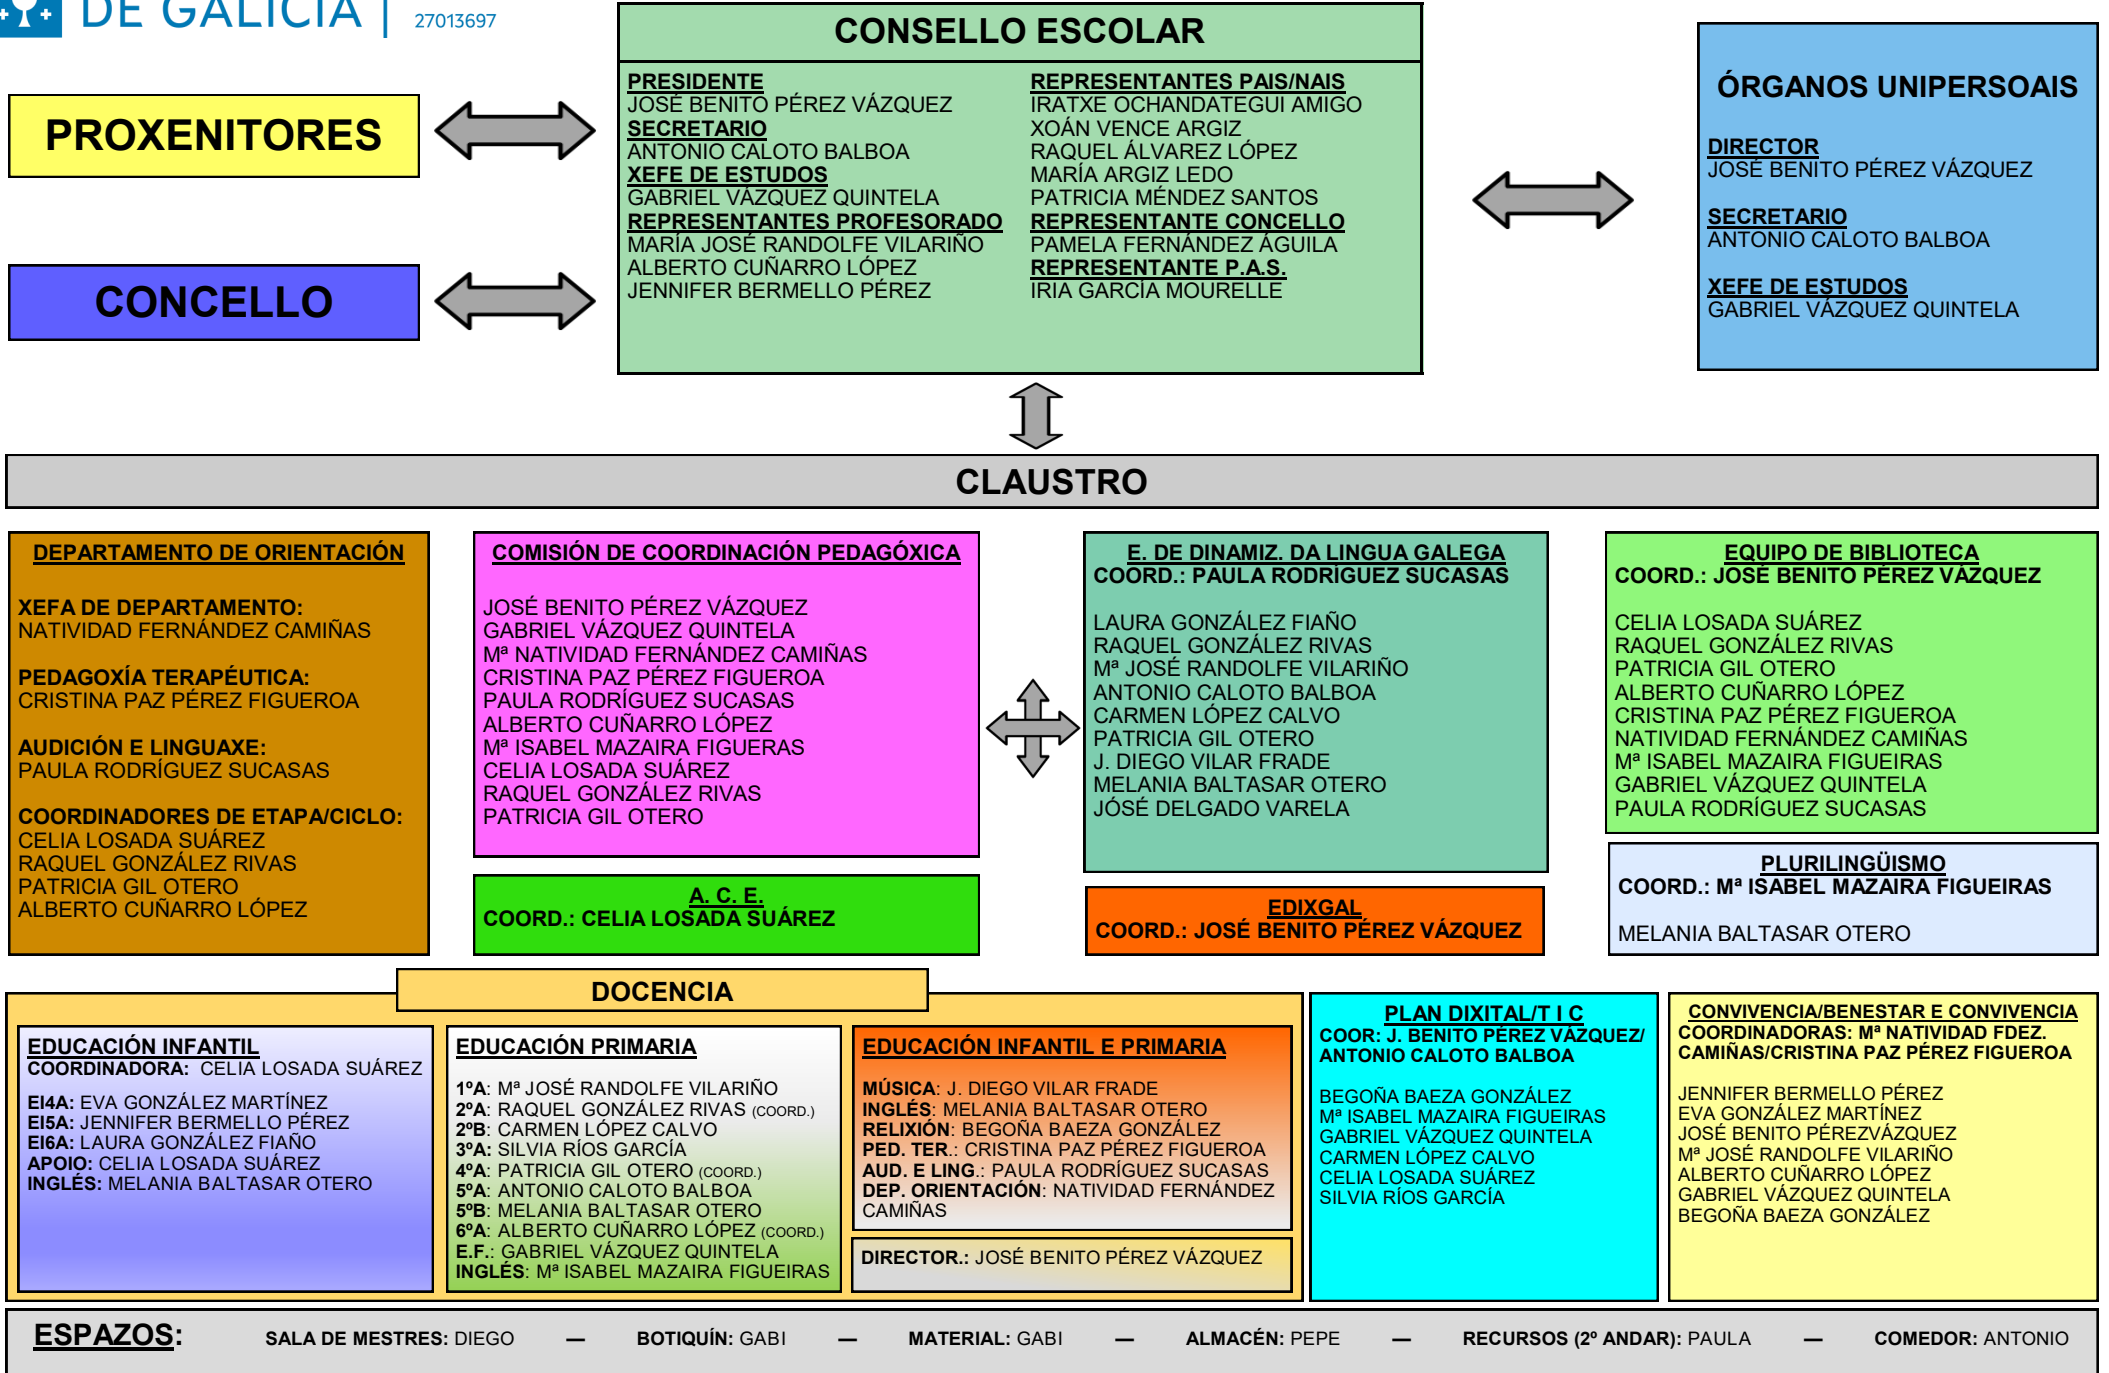 DE GALICIA
27013697
CONSELLO ESCOLAR
PRESIDENTE
JOSÉ BENITO PÉREZ VÁZQUEZ
SECRETARIO
ANTONIO CALOTO BALBOA
XEFE DE ESTUDOS
GABRIEL VÁZQUEZ QUINTELA
REPRESENTANTES PROFESORADO
MARÍA JOSÉ RANDOLFE VILARIÑO
ALBERTO CUÑARRO LÓPEZ
JENNIFER BERMELLO PÉREZ
REPRESENTANTES PAIS/NAIS
IRATXE OCHANDATEGUI AMIGO
XOÁN VENCE ARGIZ
RAQUEL ÁLVAREZ LÓPEZ
MARÍA ARGIZ LEDO
PATRICIA MÉNDEZ SANTOS
REPRESENTANTE CONCELLO
PAMELA FERNÁNDEZ ÁGUILA
REPRESENTANTE P.A.S.
IRIA GARCÍA MOURELLE
PROXENITORES
CONCELLO
ÓRGANOS UNIPERSOAIS
DIRECTOR
JOSÉ BENITO PÉREZ VÁZQUEZ
SECRETARIO
ANTONIO CALOTO BALBOA
XEFE DE ESTUDOS
GABRIEL VÁZQUEZ QUINTELA
CLAUSTRO
DEPARTAMENTO DE ORIENTACIÓN
XEFA DE DEPARTAMENTO:
NATIVIDAD FERNÁNDEZ CAMIÑAS
PEDAGOXÍA TERAPÉUTICA:
CRISTINA PAZ PÉREZ FIGUEROA
AUDICIÓN E LINGUAXE:
PAULA RODRÍGUEZ SUCASAS
COORDINADORES DE ETAPA/CICLO:
CELIA LOSADA SUÁREZ
RAQUEL GONZÁLEZ RIVAS
PATRICIA GIL OTERO
ALBERTO CUÑARRO LÓPEZ
COMISIÓN DE COORDINACIÓN PEDAGÓXICA
JOSÉ BENITO PÉREZ VÁZQUEZ
GABRIEL VÁZQUEZ QUINTELA
Mª NATIVIDAD FERNÁNDEZ CAMIÑAS
CRISTINA PAZ PÉREZ FIGUEROA
PAULA RODRÍGUEZ SUCASAS
ALBERTO CUÑARRO LÓPEZ
Mª ISABEL MAZAIRA FIGUERAS
CELIA LOSADA SUÁREZ
RAQUEL GONZÁLEZ RIVAS
PATRICIA GIL OTERO
A. C. E.
COORD.: CELIA LOSADA SUÁREZ
E. DE DINAMIZ. DA LINGUA GALEGA
COORD.: PAULA RODRÍGUEZ SUCASAS
LAURA GONZÁLEZ FIAÑO
RAQUEL GONZÁLEZ RIVAS
Mª JOSÉ RANDOLFE VILARIÑO
ANTONIO CALOTO BALBOA
CARMEN LÓPEZ CALVO
PATRICIA GIL OTERO
J. DIEGO VILAR FRADE
MELANIA BALTASAR OTERO
JÓSÉ DELGADO VARELA
EDIXGAL
COORD.: JOSÉ BENITO PÉREZ VÁZQUEZ
EQUIPO DE BIBLIOTECA
COORD.: JOSÉ BENITO PÉREZ VÁZQUEZ
CELIA LOSADA SUÁREZ
RAQUEL GONZÁLEZ RIVAS
PATRICIA GIL OTERO
ALBERTO CUÑARRO LÓPEZ
CRISTINA PAZ PÉREZ FIGUEROA
NATIVIDAD FERNÁNDEZ CAMIÑAS
Mª ISABEL MAZAIRA FIGUEIRAS
GABRIEL VÁZQUEZ QUINTELA
PAULA RODRÍGUEZ SUCASAS
PLURILINGÜISMO
COORD.: Mª ISABEL MAZAIRA FIGUEIRAS
MELANIA BALTASAR OTERO
DOCENCIA
EDUCACIÓN INFANTIL
COORDINADORA: CELIA LOSADA SUÁREZ
EI4A: EVA GONZÁLEZ MARTÍNEZ
EI5A: JENNIFER BERMELLO PÉREZ
EI6A: LAURA GONZÁLEZ FIAÑO
APOIO: CELIA LOSADA SUÁREZ
INGLÉS: MELANIA BALTASAR OTERO
EDUCACIÓN PRIMARIA
1ºA: Mª JOSÉ RANDOLFE VILARIÑO
2ºA: RAQUEL GONZÁLEZ RIVAS (COORD.)
2ºB: CARMEN LÓPEZ CALVO
3ºA: SILVIA RÍOS GARCÍA
4ºA: PATRICIA GIL OTERO (COORD.)
5ºA: ANTONIO CALOTO BALBOA
5ºB: MELANIA BALTASAR OTERO
6ºA: ALBERTO CUÑARRO LÓPEZ (COORD.)
E.F.: GABRIEL VÁZQUEZ QUINTELA
INGLÉS: Mª ISABEL MAZAIRA FIGUEIRAS
EDUCACIÓN INFANTIL E PRIMARIA
MÚSICA: J. DIEGO VILAR FRADE
INGLÉS: MELANIA BALTASAR OTERO
RELIXIÓN: BEGOÑA BAEZA GONZÁLEZ
PED. TER.: CRISTINA PAZ PÉREZ FIGUEROA
AUD. E LING.: PAULA RODRÍGUEZ SUCASAS
DEP. ORIENTACIÓN: NATIVIDAD FERNÁNDEZ
CAMIÑAS
DIRECTOR.: JOSÉ BENITO PÉREZ VÁZQUEZ
PLAN DIXITAL/T I C
COOR: J. BENITO PÉREZ VÁZQUEZ/
ANTONIO CALOTO BALBOA
BEGOÑA BAEZA GONZÁLEZ
Mª ISABEL MAZAIRA FIGUEIRAS
GABRIEL VÁZQUEZ QUINTELA
CARMEN LÓPEZ CALVO
CELIA LOSADA SUÁREZ
SILVIA RÍOS GARCÍA
CONVIVENCIA/BENESTAR E CONVIVENCIA
COORDINADORAS: Mª NATIVIDAD FDEZ.
CAMIÑAS/CRISTINA PAZ PÉREZ FIGUEROA
JENNIFER BERMELLO PÉREZ
EVA GONZÁLEZ MARTÍNEZ
JOSÉ BENITO PÉREZVÁZQUEZ
Mª JOSÉ RANDOLFE VILARIÑO
ALBERTO CUÑARRO LÓPEZ
GABRIEL VÁZQUEZ QUINTELA
BEGOÑA BAEZA GONZÁLEZ
ESPAZOS: SALA DE MESTRES: DIEGO — BOTIQUÍN: GABI — MATERIAL: GABI — ALMACÉN: PEPE — RECURSOS (2º ANDAR): PAULA — COMEDOR: ANTONIO